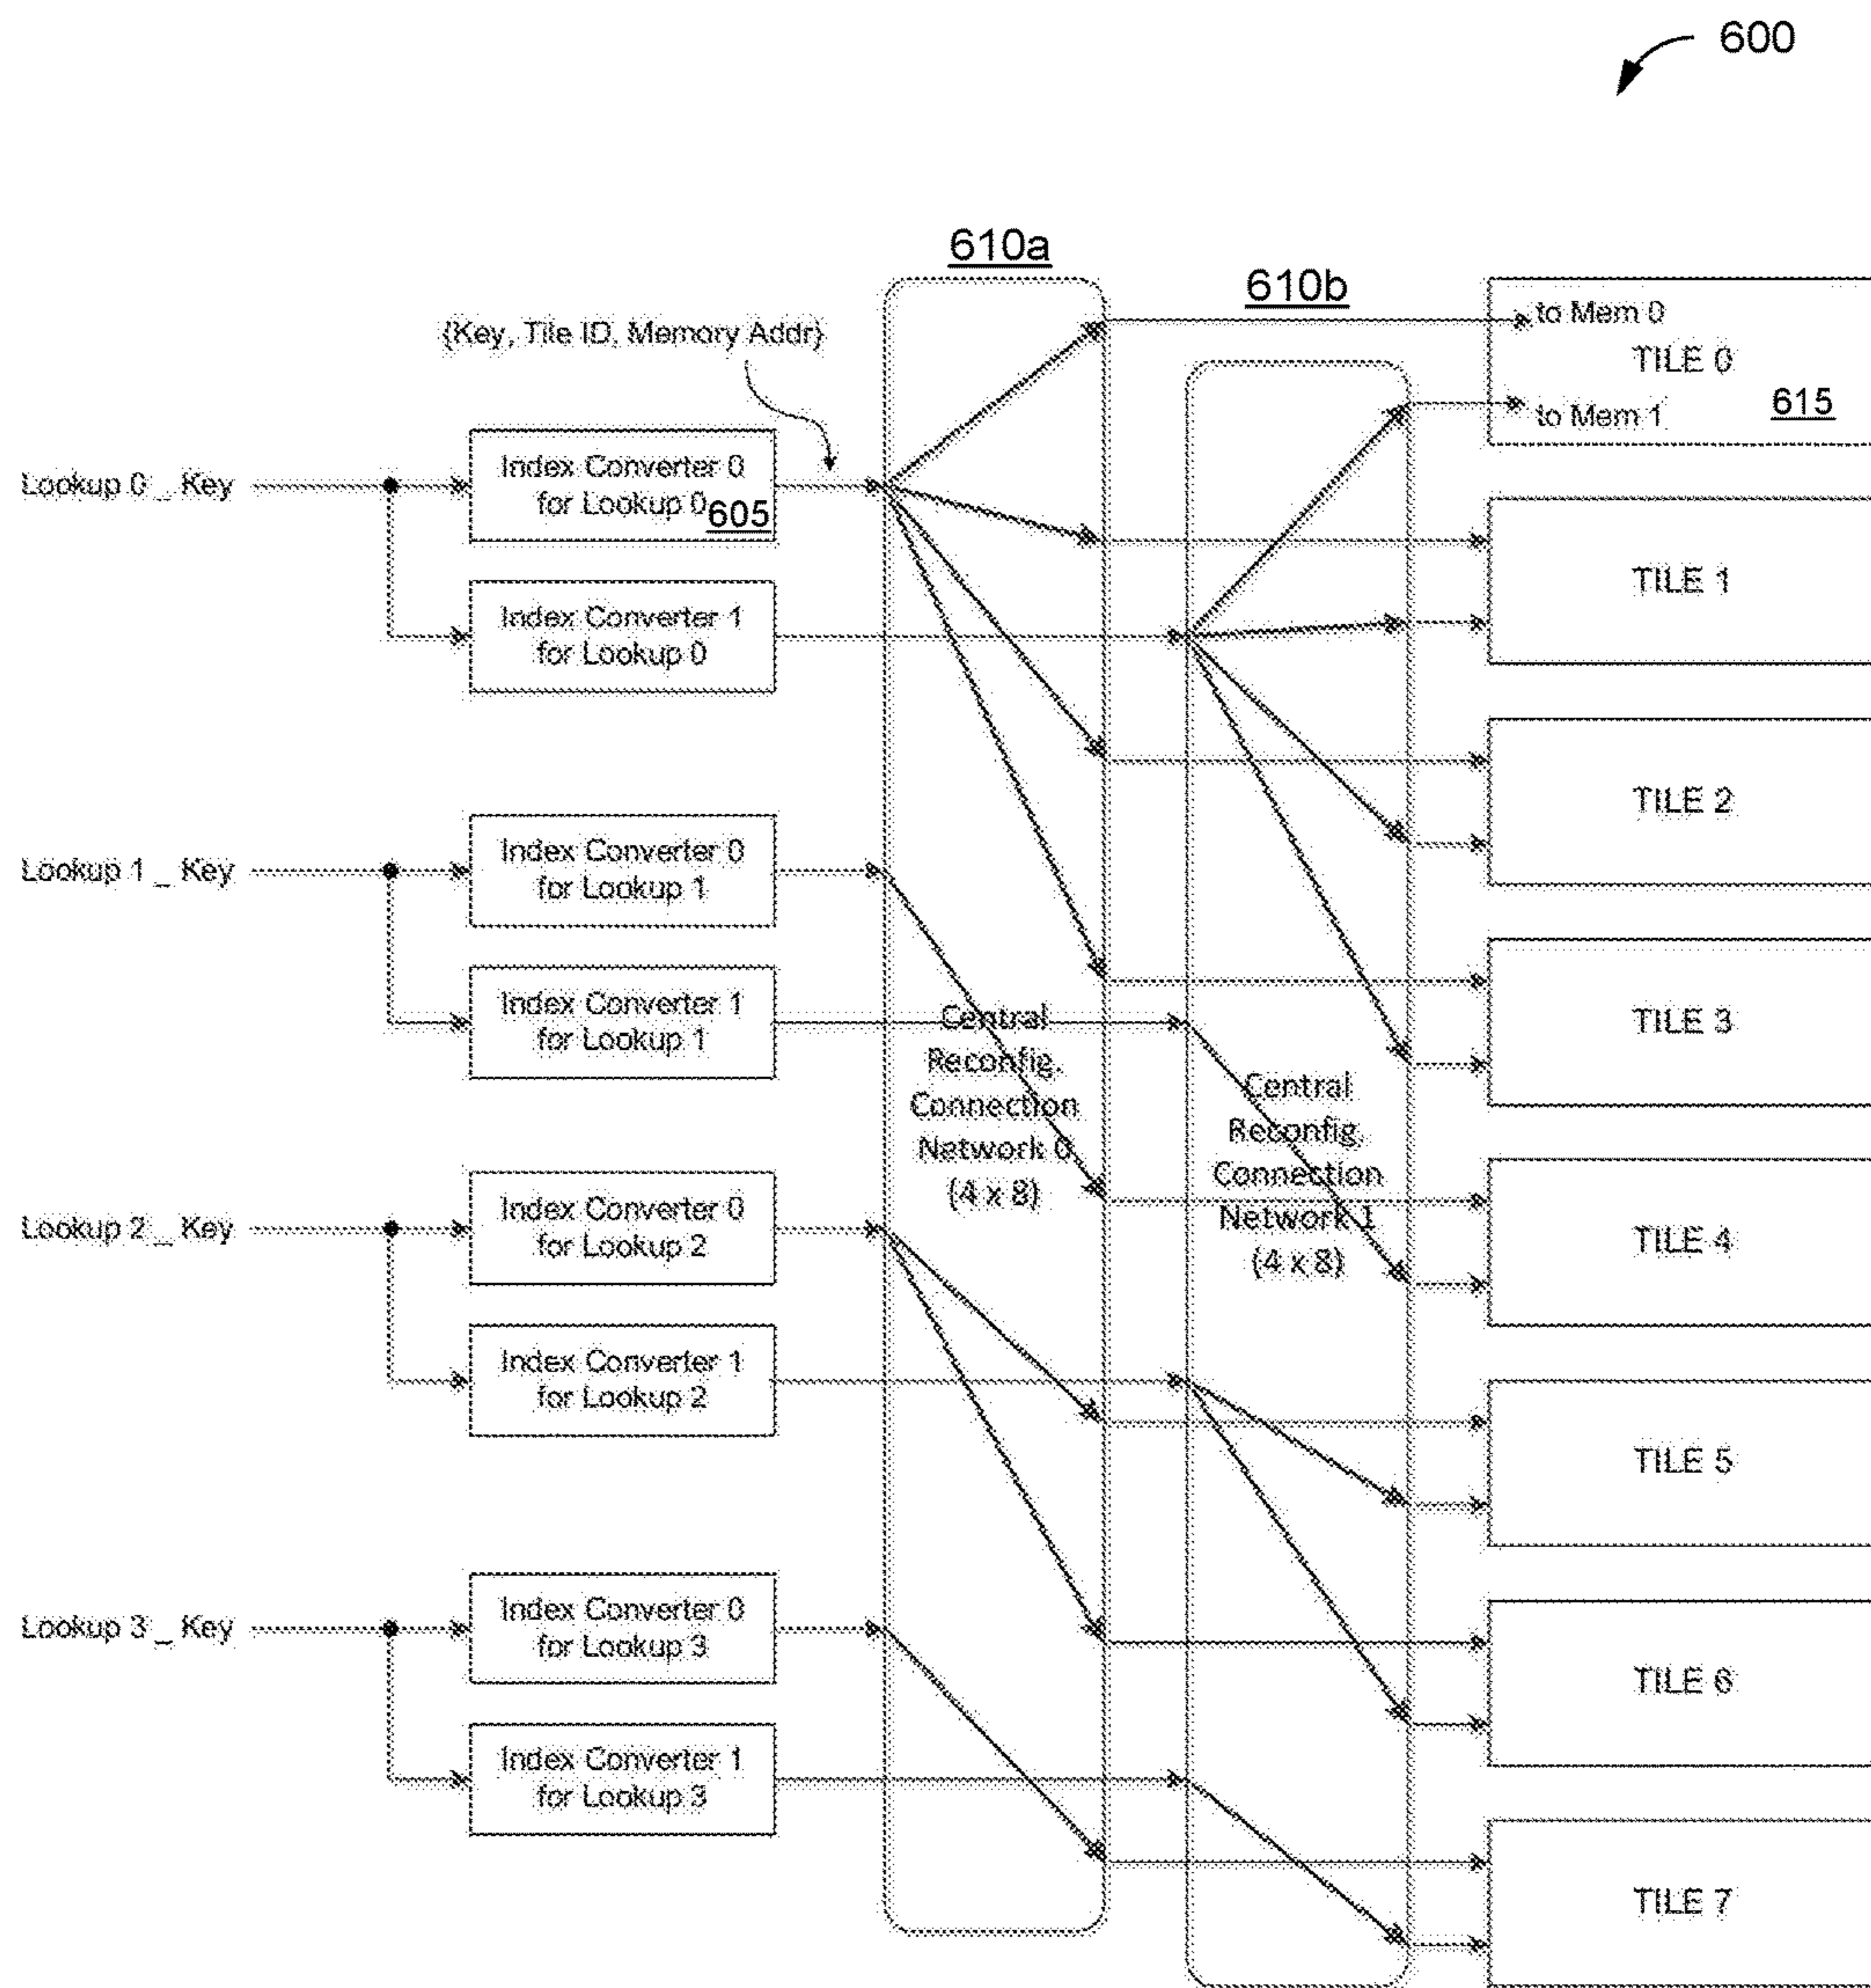 600
610a
610b
{Key, Tile ID, Memory Addr}
to Mem 0
TILE 0
to Mem 1
615
Lookup 0 _ Key
Index Converter 0
for Lookup 0
605
Index Converter 1
for Lookup 0
TILE 1
TILE 2
Lookup 1 _ Key
Index Converter 0
for Lookup 1
Index Converter 1
for Lookup 1
TILE 3
Central
Reconfig.
Connection
Network 0
(4 x 8)
Central
Reconfig.
Connection
Network 1
(4 x 8)
Lookup 2 _ Key
Index Converter 0
for Lookup 2
TILE 4
Index Converter 1
for Lookup 2
TILE 5
Lookup 3 _ Key
Index Converter 0
for Lookup 3
TILE 6
Index Converter 1
for Lookup 3
TILE 7